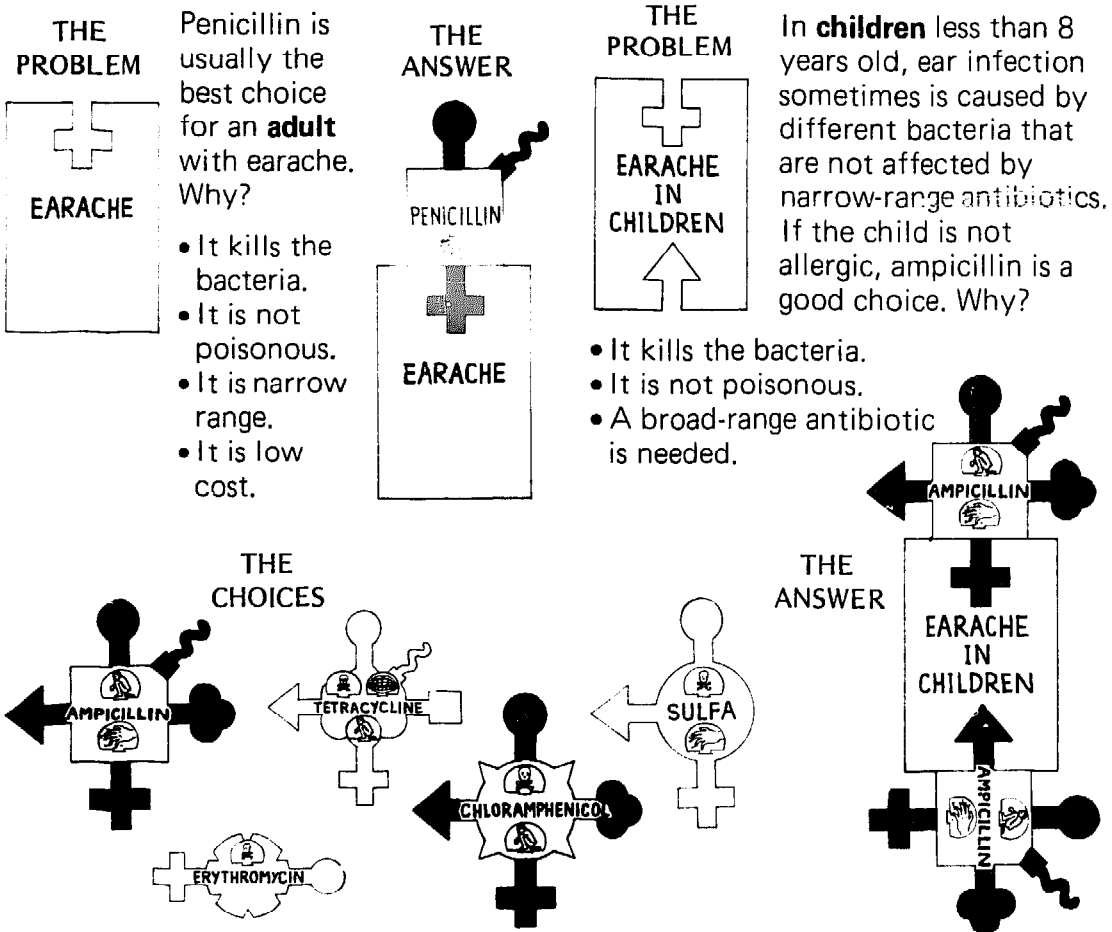 THE
PROBLEM
EARACHE
Penicillin is
usually the
best choice
for an adult
with earache.
Why?
• It kills the
bacteria.
• It is not
poisonous.
• It is narrow
range.
• It is low
cost.
THE
ANSWER
PENICILLIN
EARACHE
THE
PROBLEM
EARACHE
IN
CHILDREN
In children less than 8
years old, ear infection
sometimes is caused by
different bacteria that
are not affected by
narrow-range antibiotics.
If the child is not
allergic, ampicillin is a
good choice. Why?
• It kills the bacteria.
• It is not poisonous.
• A broad-range antibiotic
is needed.
THE
CHOICES
AMPICILLIN
TETRACYCLINE
CHLORAMPHENICOL
SULFA
ERYTHROMYCIN
THE
ANSWER
AMPICILLIN
EARACHE
IN
CHILDREN
AMPICILLIN